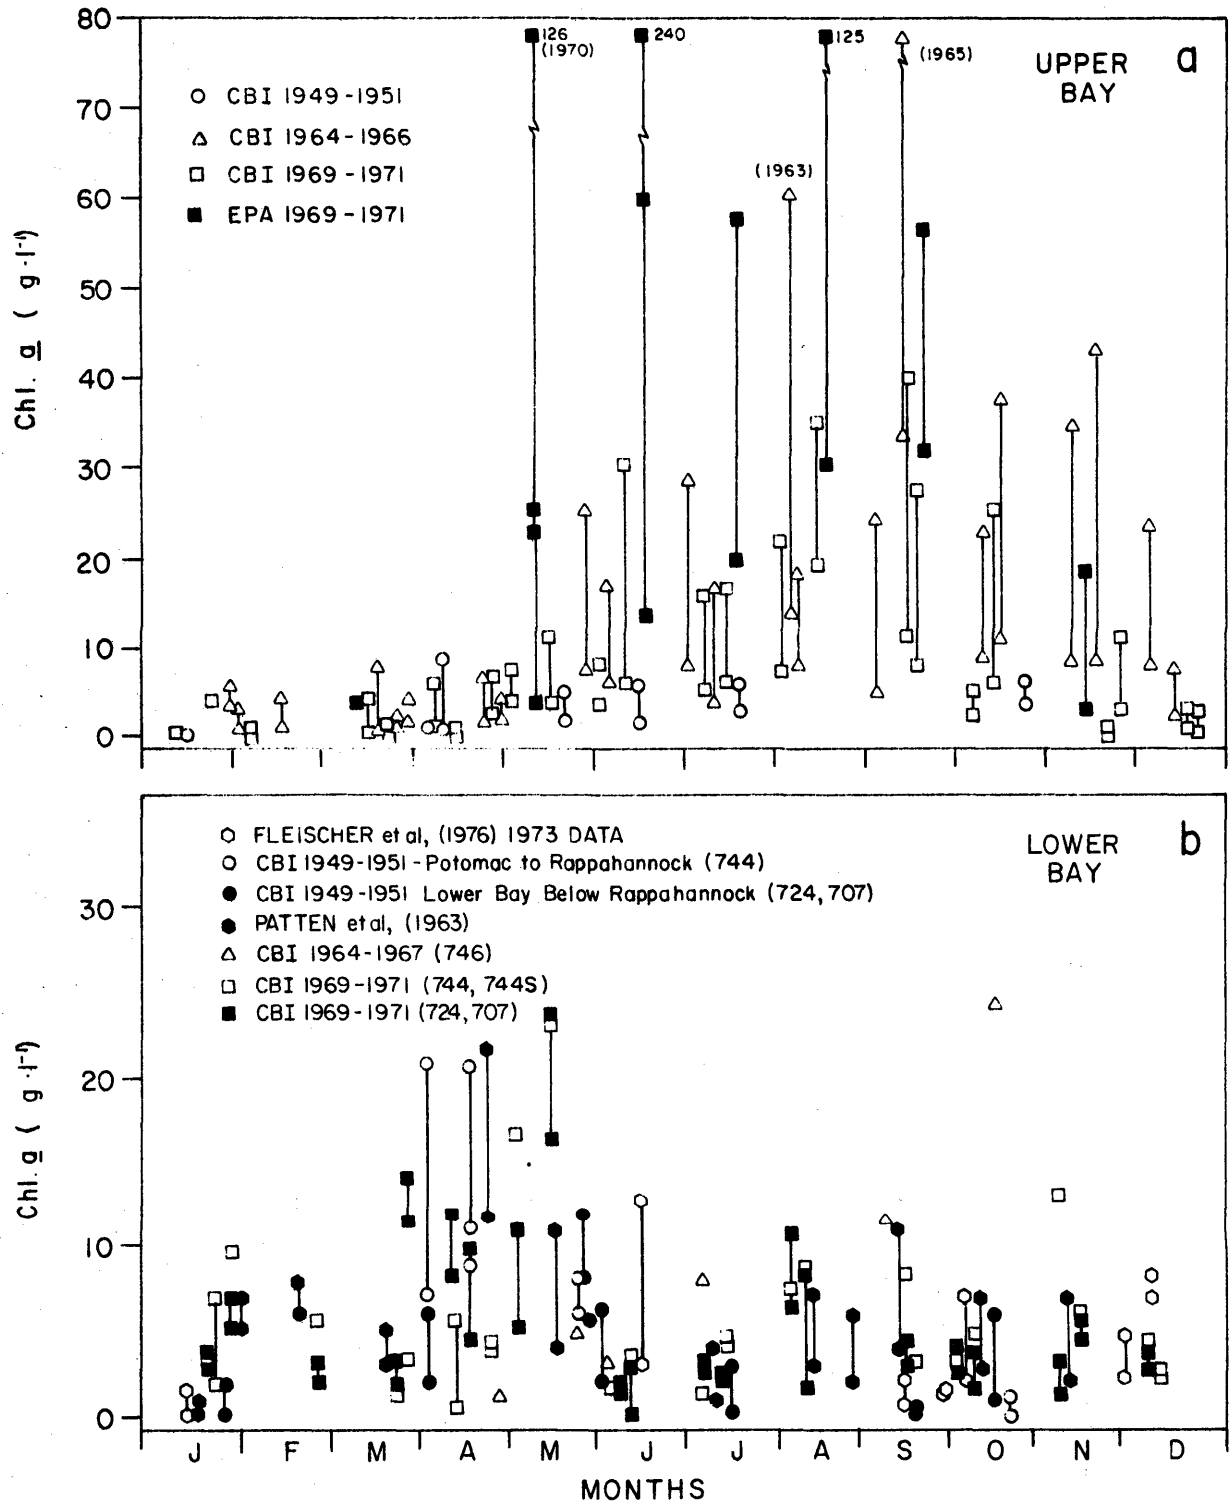 80
70
60
50
40
30
20
10
0
Chl. a ( g·l⁻¹)
126
(1970)
240
125
(1965)
(1963)
UPPER
BAY
a
CBI 1949-1951
CBI 1964-1966
CBI 1969-1971
EPA 1969-1971
30
20
10
0
Chl. a ( g·l⁻¹)
FLEISCHER et al, (1976) 1973 DATA
CBI 1949-1951-Potomac to Rappahannock (744)
CBI 1949-1951 Lower Bay Below Rappahannock (724,707)
PATTEN et al, (1963)
CBI 1964-1967 (746)
CBI 1969-1971 (744, 744S)
CBI 1969-1971 (724,707)
LOWER
BAY
b
J F M A M J J A S O N D
MONTHS